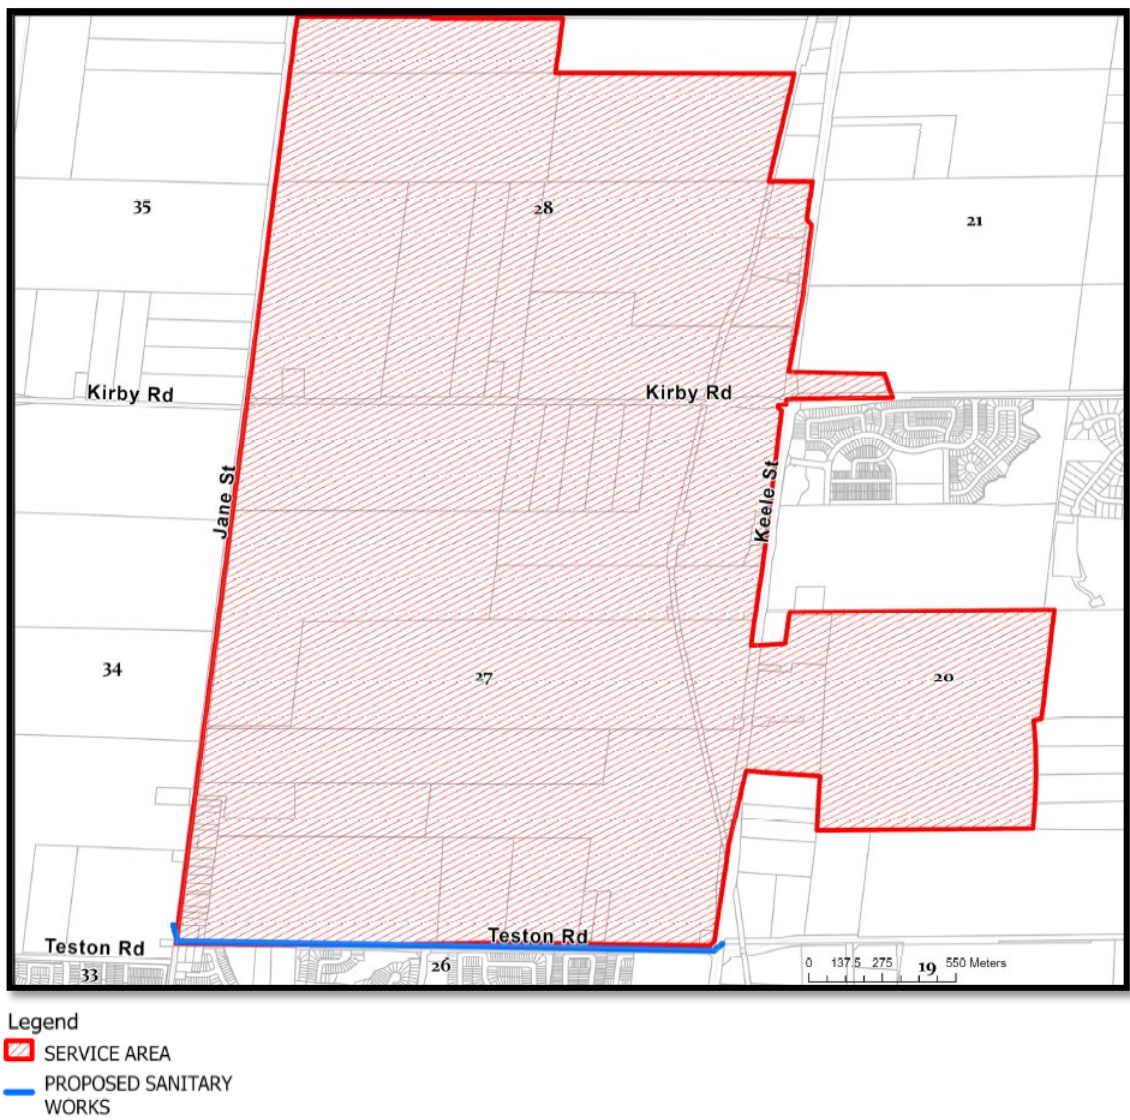 35
28
21
Kirby Rd
Kirby Rd
Jane St
Keele St
34
27
20
Teston Rd
Teston Rd
33
26
19
0 137.5 275 550 Meters
Legend
SERVICE AREA
PROPOSED SANITARY
WORKS